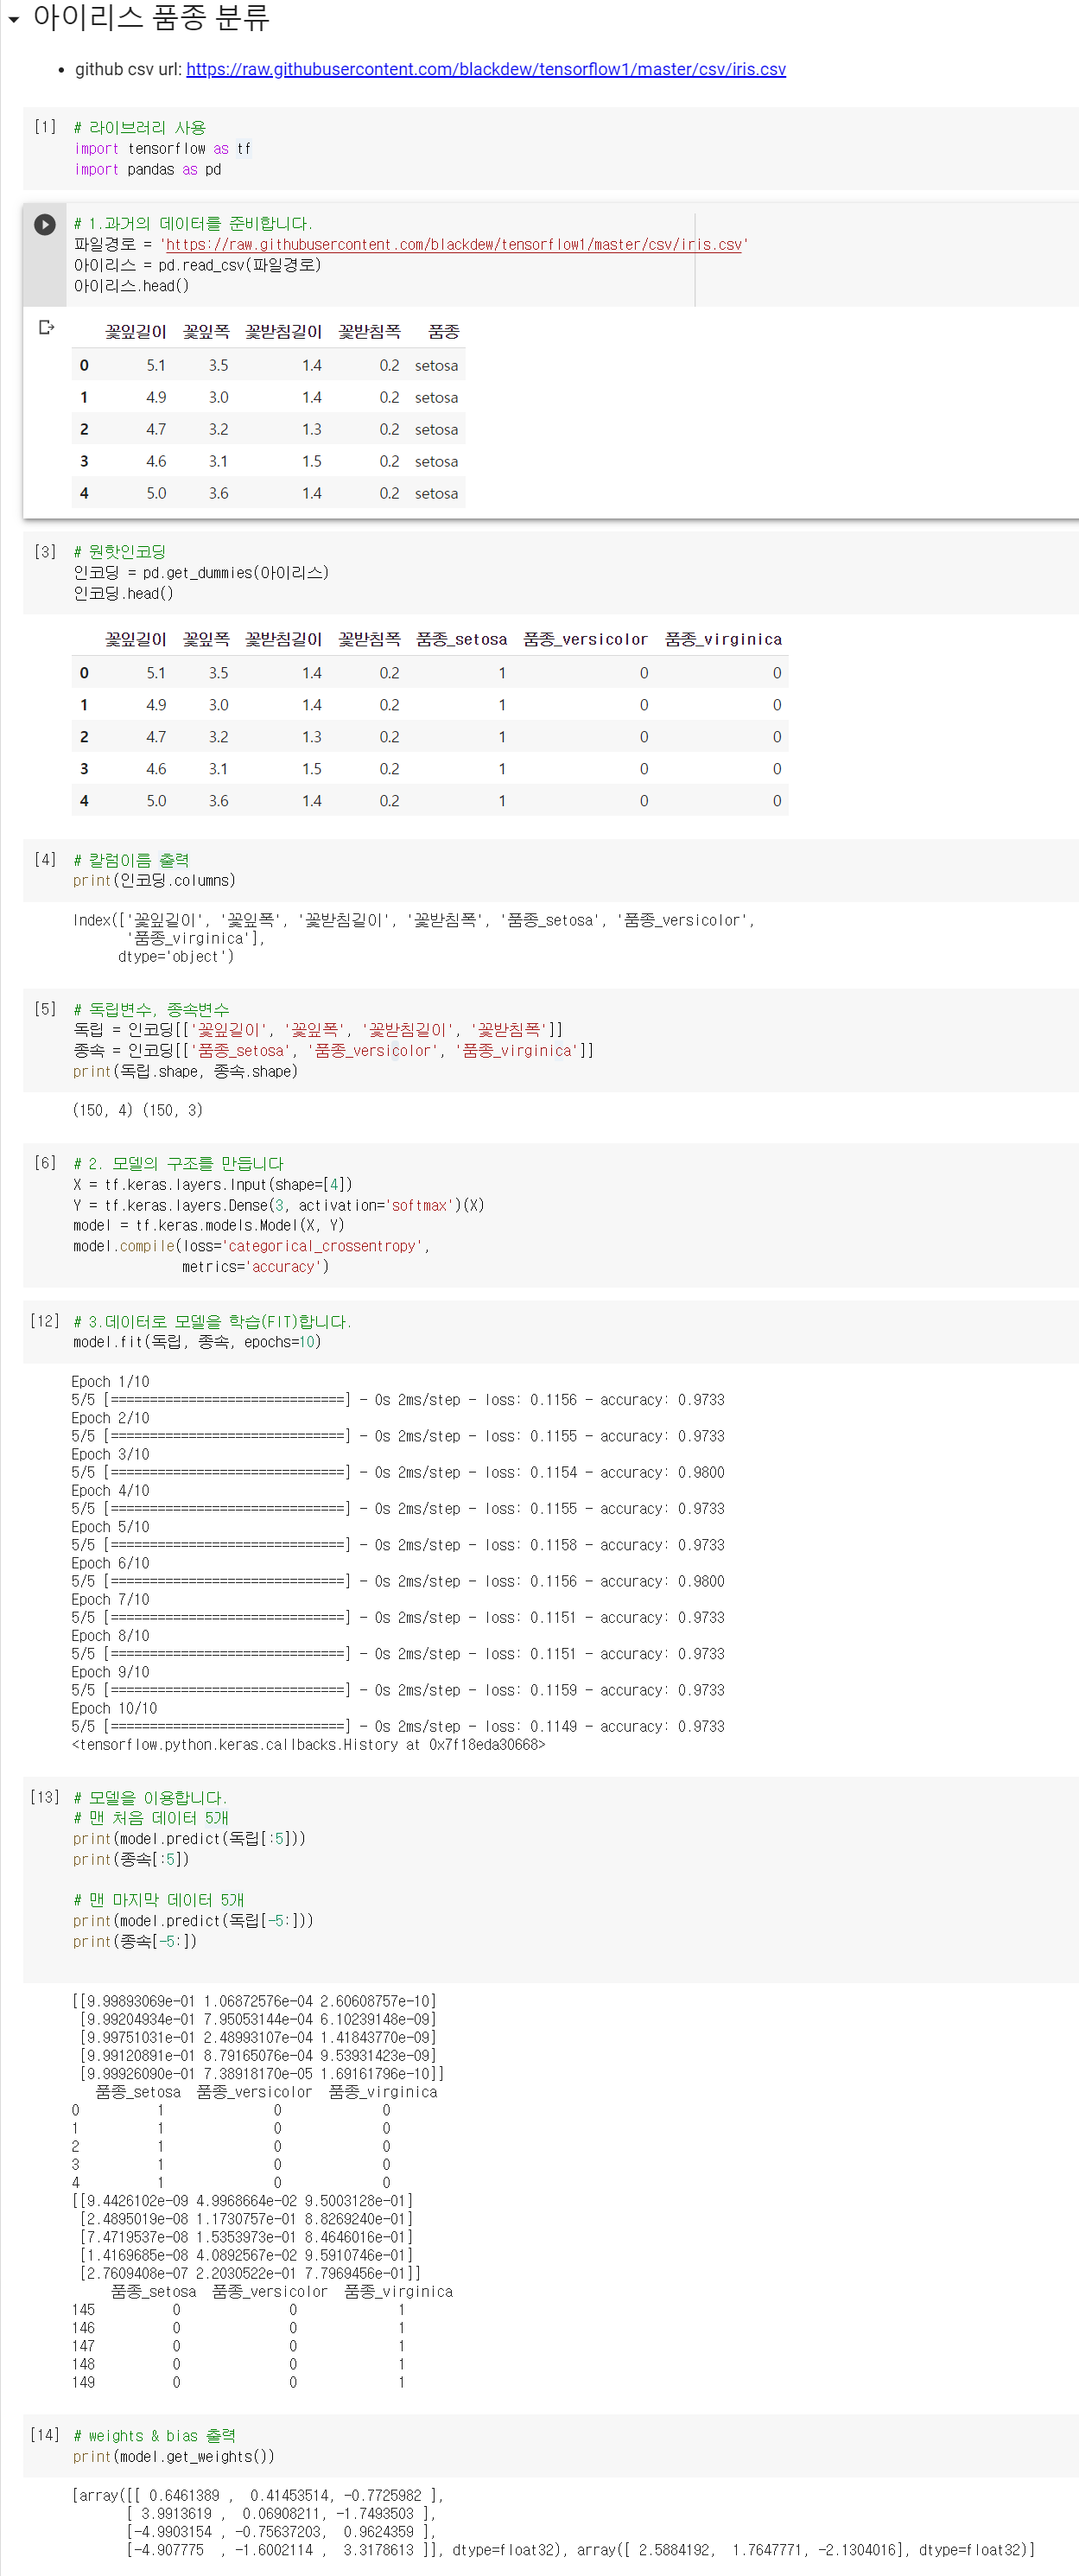 아이리스 품종 분류
• github csv url: https://raw.githubusercontent.com/blackdew/tensorflow1/master/csv/iris.csv
[1] # 라이브러리 사용
import tensorflow as tf
import pandas as pd
# 1.과거의 데이터를 준비합니다.
파일경로 = 'https://raw.githubusercontent.com/blackdew/tensorflow1/master/csv/iris.csv'
아이리스 = pd.read_csv(파일경로)
아이리스.head()
꽃잎길이 꽃잎폭 꽃받침길이 꽃받침폭 품종
0 5.1 3.5 1.4 0.2 setosa
1 4.9 3.0 1.4 0.2 setosa
2 4.7 3.2 1.3 0.2 setosa
3 4.6 3.1 1.5 0.2 setosa
4 5.0 3.6 1.4 0.2 setosa
[3] # 원핫인코딩
인코딩 = pd.get_dummies(아이리스)
인코딩.head()
꽃잎길이 꽃잎폭 꽃받침길이 꽃받침폭 품종_setosa 품종_versicolor 품종_virginica
0 5.1 3.5 1.4 0.2 1 0 0
1 4.9 3.0 1.4 0.2 1 0 0
2 4.7 3.2 1.3 0.2 1 0 0
3 4.6 3.1 1.5 0.2 1 0 0
4 5.0 3.6 1.4 0.2 1 0 0
[4] # 칼럼이름 출력
print(인코딩.columns)
Index(['꽃잎길이', '꽃잎폭', '꽃받침길이', '꽃받침폭', '품종_setosa', '품종_versicolor',
'품종_virginica'],
dtype='object')
[5] # 독립변수, 종속변수
독립 = 인코딩[['꽃잎길이', '꽃잎폭', '꽃받침길이', '꽃받침폭']]
종속 = 인코딩[['품종_setosa', '품종_versicolor', '품종_virginica']]
print(독립.shape, 종속.shape)
(150, 4) (150, 3)
[6] # 2. 모델의 구조를 만듭니다
X = tf.keras.layers.Input(shape=[4])
Y = tf.keras.layers.Dense(3, activation='softmax')(X)
model = tf.keras.models.Model(X, Y)
model.compile(loss='categorical_crossentropy',
metrics='accuracy')
[12] # 3.데이터로 모델을 학습(FIT)합니다.
model.fit(독립, 종속, epochs=10)
Epoch 1/10
5/5 [==============================] - 0s 2ms/step - loss: 0.1156 - accuracy: 0.9733
Epoch 2/10
5/5 [==============================] - 0s 2ms/step - loss: 0.1155 - accuracy: 0.9733
Epoch 3/10
5/5 [==============================] - 0s 2ms/step - loss: 0.1154 - accuracy: 0.9800
Epoch 4/10
5/5 [==============================] - 0s 2ms/step - loss: 0.1155 - accuracy: 0.9733
Epoch 5/10
5/5 [==============================] - 0s 2ms/step - loss: 0.1158 - accuracy: 0.9733
Epoch 6/10
5/5 [==============================] - 0s 2ms/step - loss: 0.1156 - accuracy: 0.9800
Epoch 7/10
5/5 [==============================] - 0s 2ms/step - loss: 0.1151 - accuracy: 0.9733
Epoch 8/10
5/5 [==============================] - 0s 2ms/step - loss: 0.1151 - accuracy: 0.9733
Epoch 9/10
5/5 [==============================] - 0s 2ms/step - loss: 0.1159 - accuracy: 0.9733
Epoch 10/10
5/5 [==============================] - 0s 2ms/step - loss: 0.1149 - accuracy: 0.9733
<tensorflow.python.keras.callbacks.History at 0x7f18eda30668>
[13] # 모델을 이용합니다.
# 맨 처음 데이터 5개
print(model.predict(독립[:5]))
print(종속[:5])
# 맨 마지막 데이터 5개
print(model.predict(독립[-5:]))
print(종속[-5:])
[[9.99893069e-01 1.06872576e-04 2.60608757e-10]
[9.99204934e-01 7.95053144e-04 6.10239148e-09]
[9.99751031e-01 2.48993107e-04 1.41843770e-09]
[9.99120891e-01 8.79165076e-04 9.53931423e-09]
[9.99926090e-01 7.38918170e-05 1.69161796e-10]]
품종_setosa 품종_versicolor 품종_virginica
0 1 0 0
1 1 0 0
2 1 0 0
3 1 0 0
4 1 0 0
[[9.4426102e-09 4.9968664e-02 9.5003128e-01]
[2.4895019e-08 1.1730757e-01 8.8269240e-01]
[7.4719537e-08 1.5353973e-01 8.4646016e-01]
[1.4169685e-08 4.0892567e-02 9.5910746e-01]
[2.7609408e-07 2.2030522e-01 7.7969456e-01]]
품종_setosa 품종_versicolor 품종_virginica
145 0 0 1
146 0 0 1
147 0 0 1
148 0 0 1
149 0 0 1
[14] # weights & bias 출력
print(model.get_weights())
[array([[ 0.6461389 , 0.41453514, -0.7725982 ],
[ 3.9913619 , 0.06908211, -1.7493503 ],
[-4.9903154 , -0.75637203, 0.9624359 ],
[-4.907775 , -1.6002114 , 3.3178613 ]], dtype=float32), array([ 2.5884192, 1.7647771, -2.1304016], dtype=float32)]